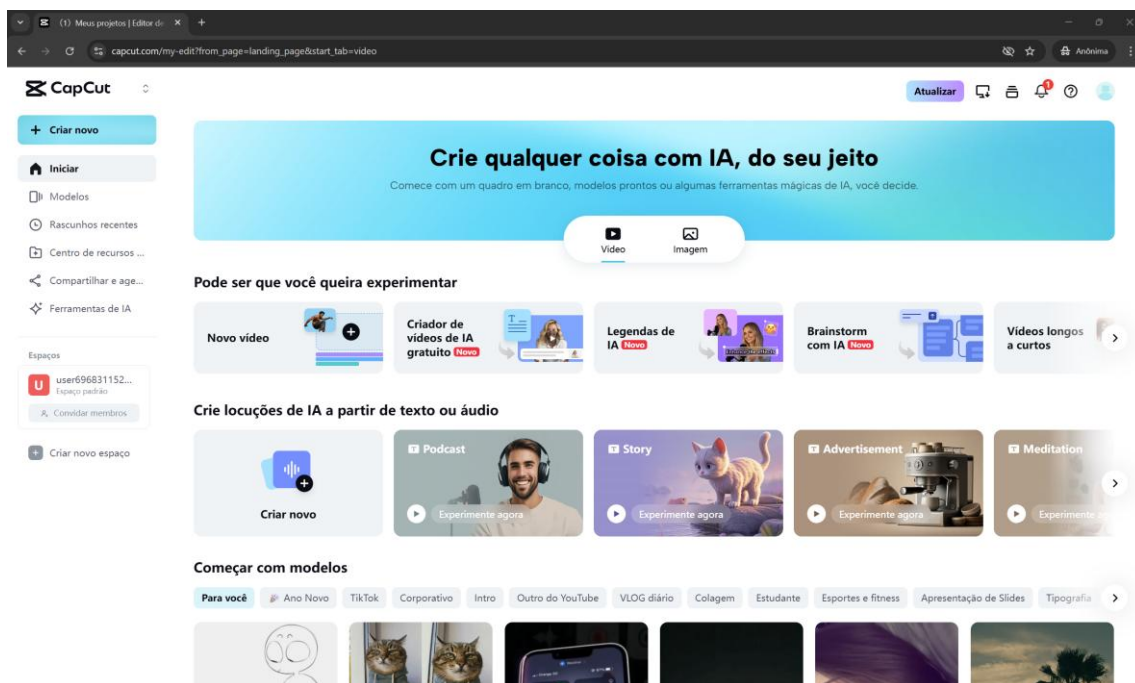 (1) Meus projetos | Editor de
capcut.com/my-edit?from_page=landing_page&start_tab=video
Anônima
CapCut
Atualizar
1
Criar novo
Iniciar
Modelos
Rascunhos recentes
Centro de recursos ...
Compartilhar e age...
Ferramentas de IA
Espaços
U
user696831152...
Espaço padrão
Convidar membros
Criar novo espaço
Crie qualquer coisa com IA, do seu jeito
Comece com um quadro em branco, modelos prontos ou algumas ferramentas mágicas de IA, você decide.
Vídeo
Imagem
Pode ser que você queira experimentar
Novo vídeo
Criador de
vídeos de IA
gratuito Novo
Legendas de
IA Novo
Brainstorm
com IA Novo
Vídeos longos
a curtos
Crie locuções de IA a partir de texto ou áudio
Criar novo
Podcast
Experimente agora
Story
Experimente agora
Advertisement
Experimente agora
Meditation
Experimente
Começar com modelos
Para você
Ano Novo
TikTok
Corporativo
Intro
Outro do YouTube
VLOG diário
Colagem
Estudante
Esportes e fitness
Apresentação de Slides
Tipografia